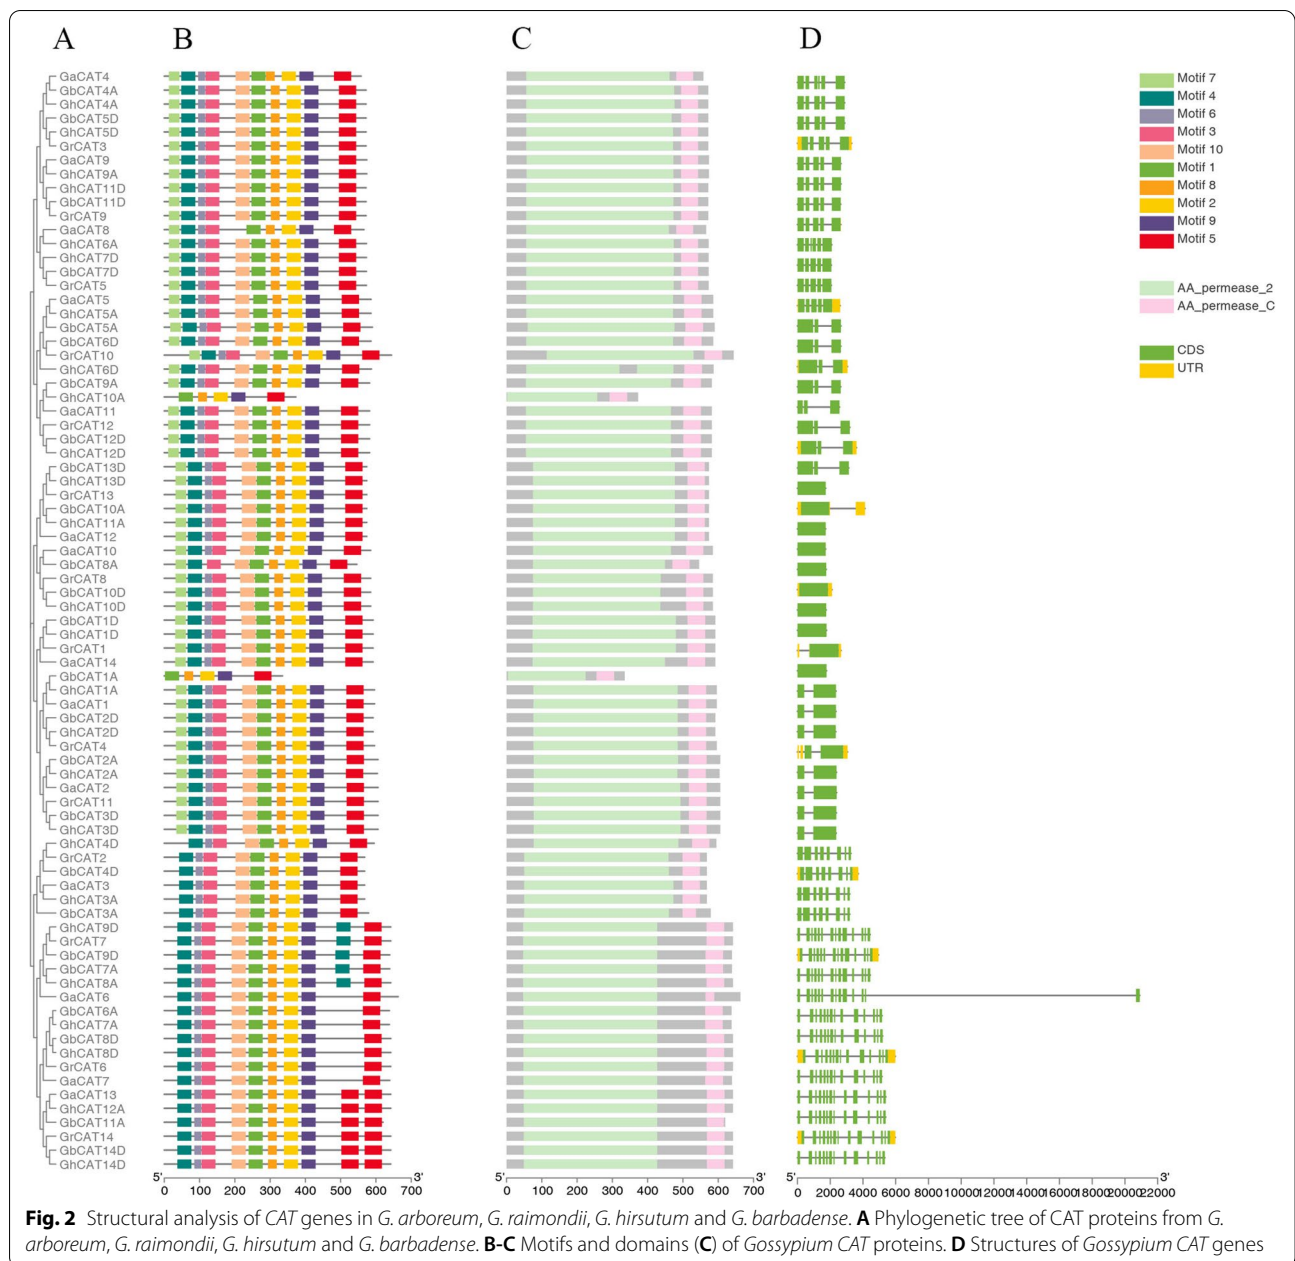 A
B
C
D
GaCAT4
GbCAT4A
GhCAT4A
GbCAT5D
GhCAT5D
GrCAT3
GaCAT9
GhCAT9A
GhCAT11D
GbCAT11D
GrCAT9
GaCAT8
GhCAT6A
GhCAT7D
GbCAT7D
GrCAT5
GaCAT5
GhCAT5A
GbCAT5A
GbCAT6D
GrCAT10
GhCAT6D
GbCAT9A
GhCAT10A
GaCAT11
GrCAT12
GbCAT12D
GhCAT12D
GbCAT13D
GhCAT13D
GrCAT13
GbCAT10A
GhCAT11A
GaCAT12
GaCAT10
GbCAT8A
GrCAT8
GbCAT10D
GhCAT10D
GbCAT1D
GhCAT1D
GrCAT1
GaCAT14
GbCAT1A
GhCAT1A
GaCAT1
GbCAT2D
GhCAT2D
GrCAT4
GbCAT2A
GhCAT2A
GaCAT2
GrCAT11
GbCAT3D
GhCAT3D
GhCAT4D
GrCAT2
GbCAT4D
GaCAT3
GhCAT3A
GbCAT3A
GhCAT9D
GrCAT7
GbCAT9D
GbCAT7A
GhCAT8A
GaCAT6
GbCAT6A
GhCAT7A
GbCAT8D
GhCAT8D
GrCAT6
GaCAT7
GaCAT13
GhCAT12A
GbCAT11A
GrCAT14
GbCAT14D
GhCAT14D
5' 3'
0 100 200 300 400 500 600 700
5' 3'
0 100 200 300 400 500 600 700
5' 3'
0 2000 4000 6000 8000 10000 12000 14000 16000 18000 20000 22000
Motif 7
Motif 4
Motif 6
Motif 3
Motif 10
Motif 1
Motif 8
Motif 2
Motif 9
Motif 5
AA_permease_2
AA_permease_C
CDS
UTR
Fig. 2 Structural analysis of CAT genes in G. arboreum, G. raimondii, G. hirsutum and G. barbadense. A Phylogenetic tree of CAT proteins from G.
arboreum, G. raimondii, G. hirsutum and G. barbadense. B-C Motifs and domains (C) of Gossypium CAT proteins. D Structures of Gossypium CAT genes